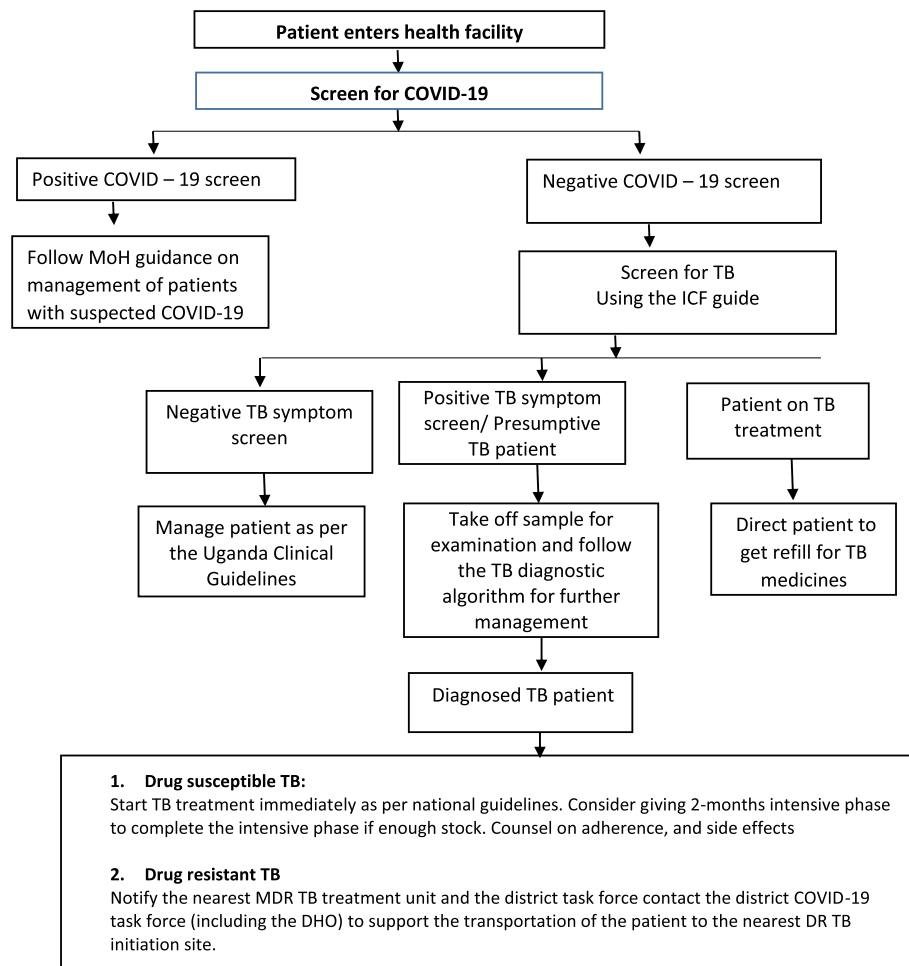 Patient enters health facility
Screen for COVID-19
Positive COVID – 19 screen
Negative COVID – 19 screen
Follow MoH guidance on
management of patients
with suspected COVID-19
Screen for TB
Using the ICF guide
Negative TB symptom
screen
Positive TB symptom
screen/ Presumptive
TB patient
Patient on TB
treatment
Manage patient as per
the Uganda Clinical
Guidelines
Take off sample for
examination and follow
the TB diagnostic
algorithm for further
management
Direct patient to
get refill for TB
medicines
Diagnosed TB patient
1. Drug susceptible TB:
Start TB treatment immediately as per national guidelines. Consider giving 2-months intensive phase
to complete the intensive phase if enough stock. Counsel on adherence, and side effects
2. Drug resistant TB
Notify the nearest MDR TB treatment unit and the district task force contact the district COVID-19
task force (including the DHO) to support the transportation of the patient to the nearest DR TB
initiation site.